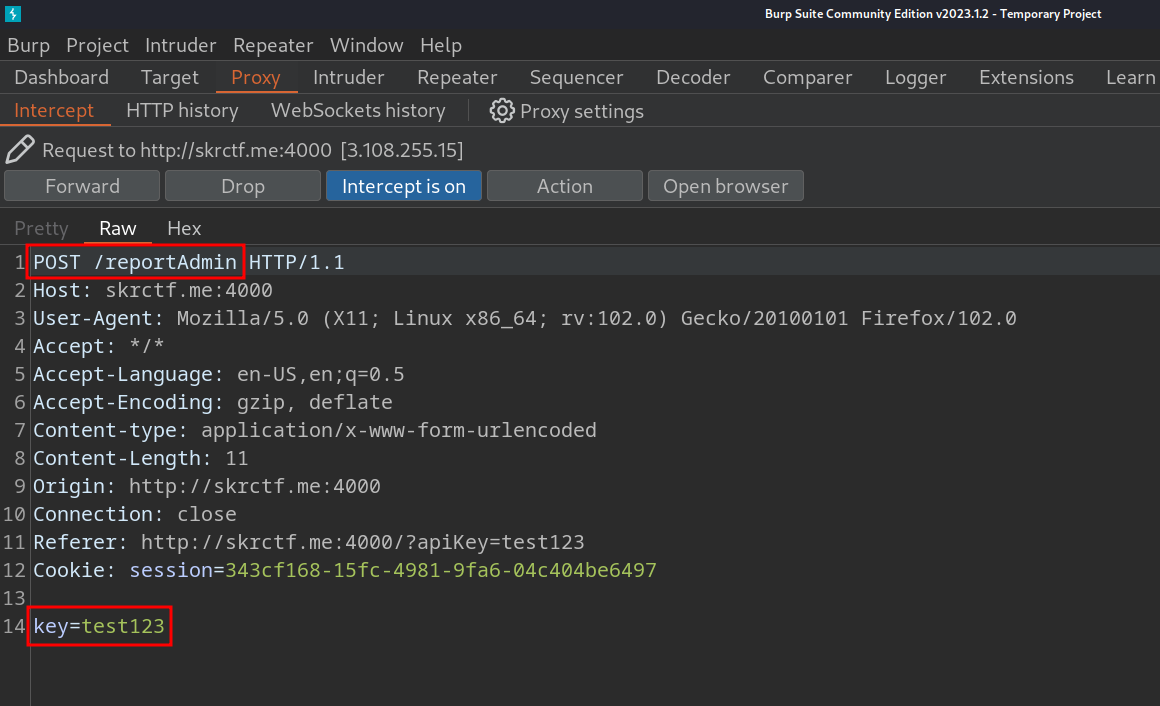 Burp Suite Community Edition v2023.1.2 - Temporary Project
Burp Project Intruder Repeater Window Help
Dashboard Target Proxy Intruder Repeater Sequencer Decoder Comparer Logger Extensions Learn
Intercept HTTP history WebSockets history Proxy settings
Request to http://skrctf.me:4000 [3.108.255.15]
Forward Drop Intercept is on Action Open browser
Pretty Raw Hex
1 POST /reportAdmin HTTP/1.1
2 Host: skrctf.me:4000
3 User-Agent: Mozilla/5.0 (X11; Linux x86_64; rv:102.0) Gecko/20100101 Firefox/102.0
4 Accept: */*
5 Accept-Language: en-US,en;q=0.5
6 Accept-Encoding: gzip, deflate
7 Content-type: application/x-www-form-urlencoded
8 Content-Length: 11
9 Origin: http://skrctf.me:4000
10 Connection: close
11 Referer: http://skrctf.me:4000/?apiKey=test123
12 Cookie: session=343cf168-15fc-4981-9fa6-04c404be6497
13
14 key=test123